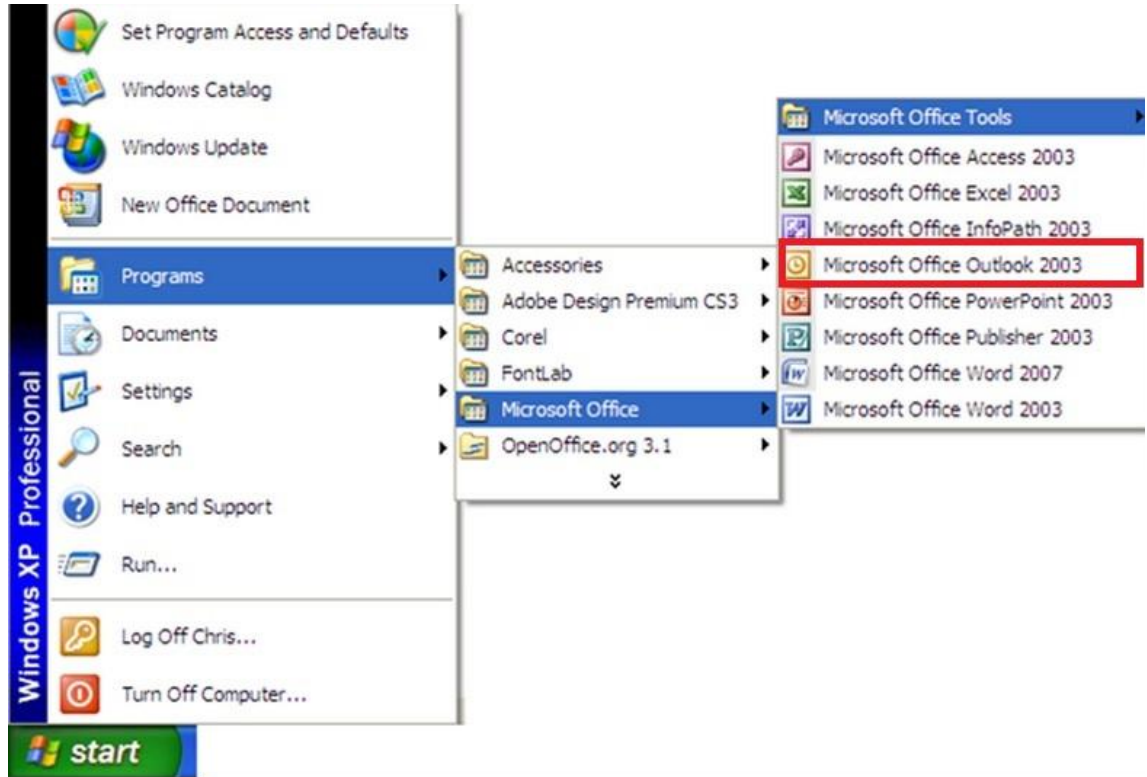 Set Program Access and Defaults
Windows Catalog
Windows Update
New Office Document
Programs
Documents
Settings
Search
Help and Support
Run...
Log Off Chris...
Turn Off Computer...
Windows XP Professional
start
Accessories
Adobe Design Premium CS3
Corel
FontLab
Microsoft Office
OpenOffice.org 3.1
Microsoft Office Tools
Microsoft Office Access 2003
Microsoft Office Excel 2003
Microsoft Office InfoPath 2003
Microsoft Office Outlook 2003
Microsoft Office PowerPoint 2003
Microsoft Office Publisher 2003
Microsoft Office Word 2007
Microsoft Office Word 2003